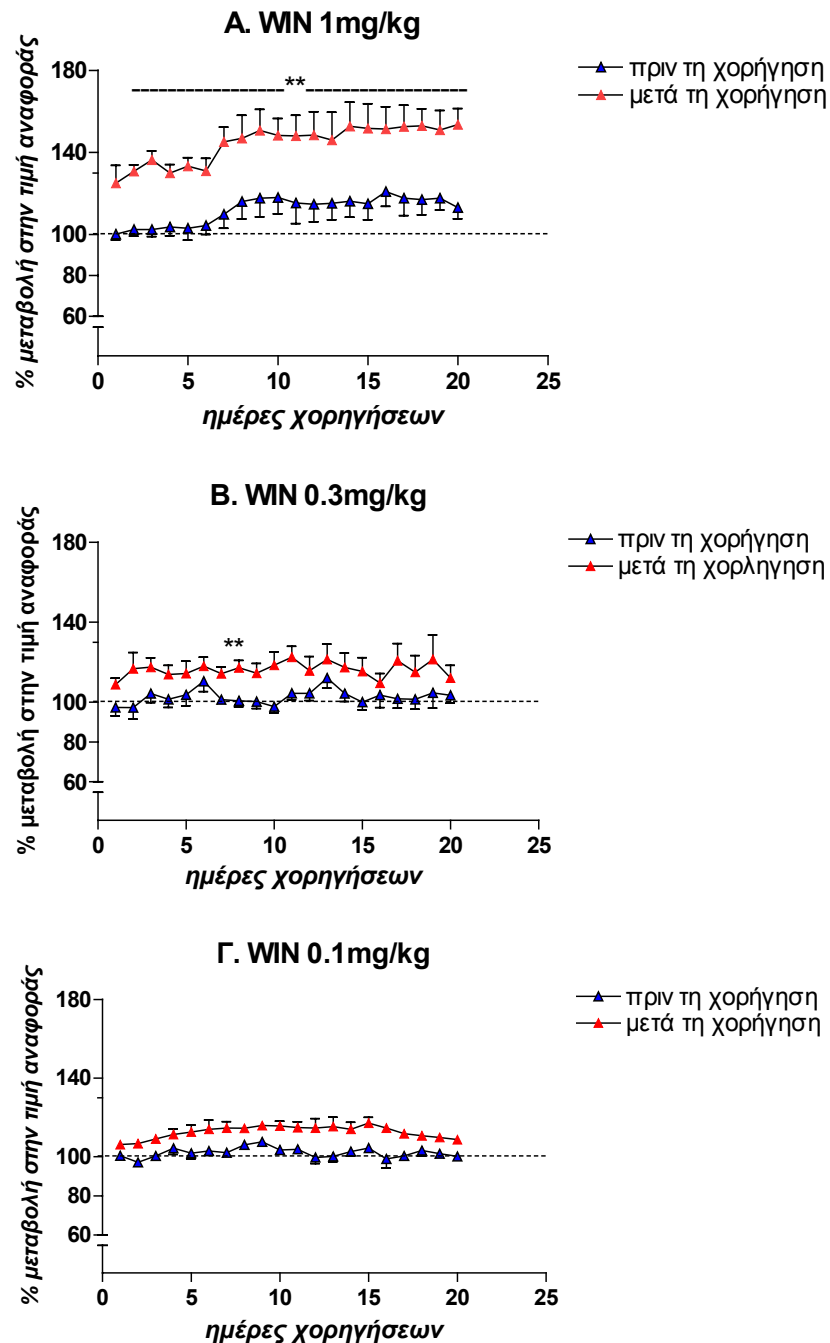 Α. WIN 1mg/kg
πριν τη χορήγηση
μετά τη χορήγηση
**
180
140
100
80
60
% μεταβολή στην τιμή αναφοράς
0 5 10 15 20 25
ημέρες χορηγήσεων
Β. WIN 0.3mg/kg
πριν τη χορήγηση
μετά τη χορληγηση
**
180
140
100
80
60
% μεταβολή στην τιμή αναφοράς
0 5 10 15 20 25
ημέρες χορηγήσεων
Γ. WIN 0.1mg/kg
πριν τη χορήγηση
μετά τη χορήγηση
180
140
100
80
60
% μεταβολή στην τιμή αναφοράς
0 5 10 15 20 25
ημέρες χορηγήσεων